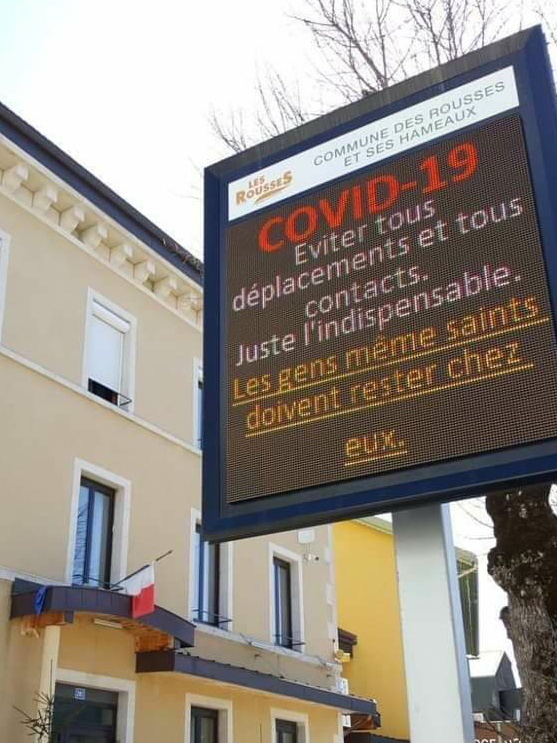 LES
ROUSSES
COMMUNE DES ROUSSES
ET SES HAMEAUX
COVID-19
Eviter tous
déplacements et tous
contacts.
Juste l'indispensable.
Les gens même saints
doivent rester chez
eux.